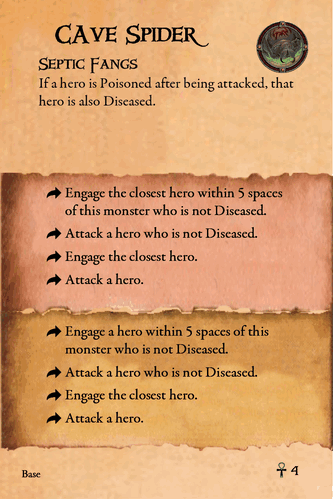 Cave Spider
Septic Fangs
If a hero is Poisoned after being attacked, that
hero is also Diseased.
Engage the closest hero within 5 spaces
of this monster who is not Diseased.
Attack a hero who is not Diseased.
Engage the closest hero.
Attack a hero.
Engage a hero within 5 spaces of this
monster who is not Diseased.
Attack a hero who is not Diseased.
Engage the closest hero.
Attack a hero.
Base
4